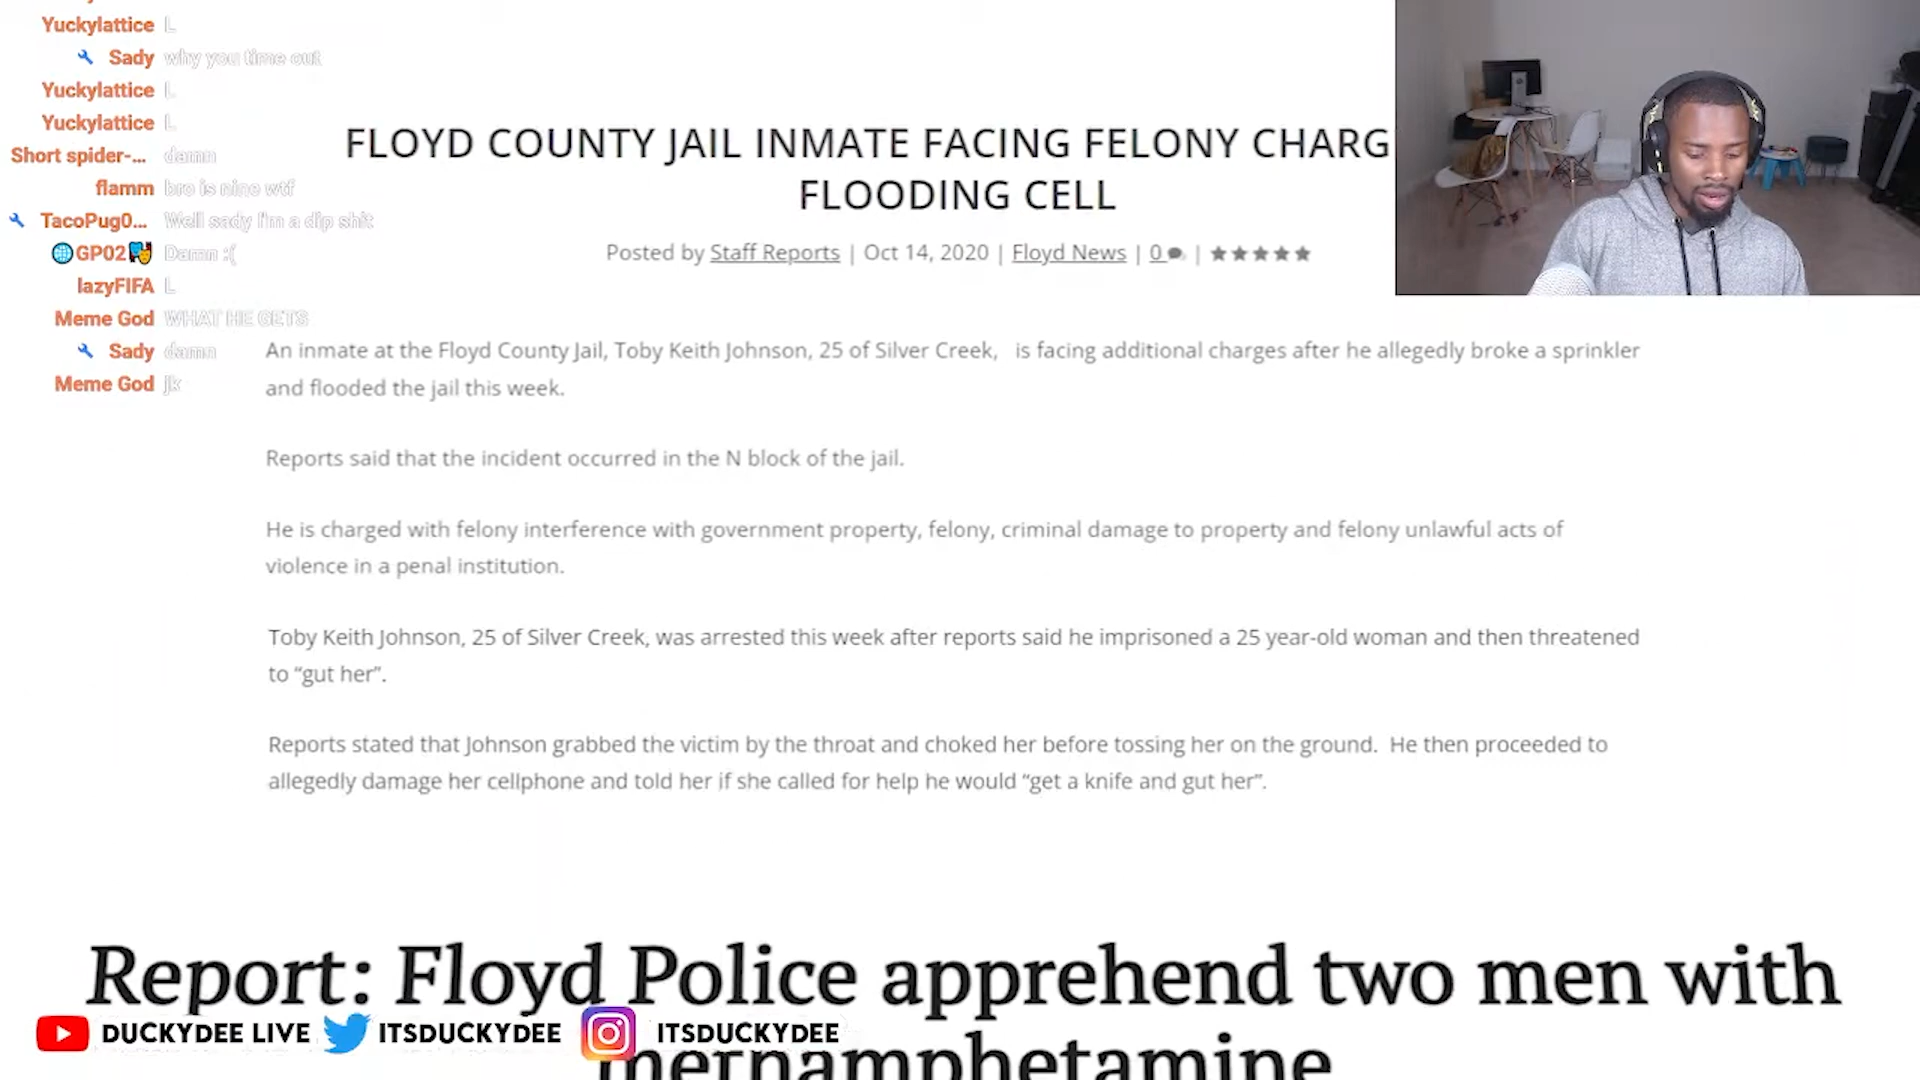 Yuckylattice L
Sady why you time out
Yuckylattice L
Yuckylattice L
Short spider-... damn
flamm bro is nine wtf
TacoPug0... Well sady I'm a dip shit
GP02 Damn :(
lazyFIFA L
Meme God WHAT HE GETS
Sady damn
Meme God jk
FLOYD COUNTY JAIL INMATE FACING FELONY CHARG
FLOODING CELL
Posted by Staff Reports | Oct 14, 2020 | Floyd News | 0 |
An inmate at the Floyd County Jail, Toby Keith Johnson, 25 of Silver Creek, is facing additional charges after he allegedly broke a sprinkler
and flooded the jail this week.
Reports said that the incident occurred in the N block of the jail.
He is charged with felony interference with government property, felony, criminal damage to property and felony unlawful acts of
violence in a penal institution.
Toby Keith Johnson, 25 of Silver Creek, was arrested this week after reports said he imprisoned a 25 year-old woman and then threatened
to “gut her”.
Reports stated that Johnson grabbed the victim by the throat and choked her before tossing her on the ground. He then proceeded to
allegedly damage her cellphone and told her if she called for help he would “get a knife and gut her”.
Report: Floyd Police apprehend two men with
methamphetamine
DUCKYDEE LIVE ITSDUCKYDEE ITSDUCKYDEE